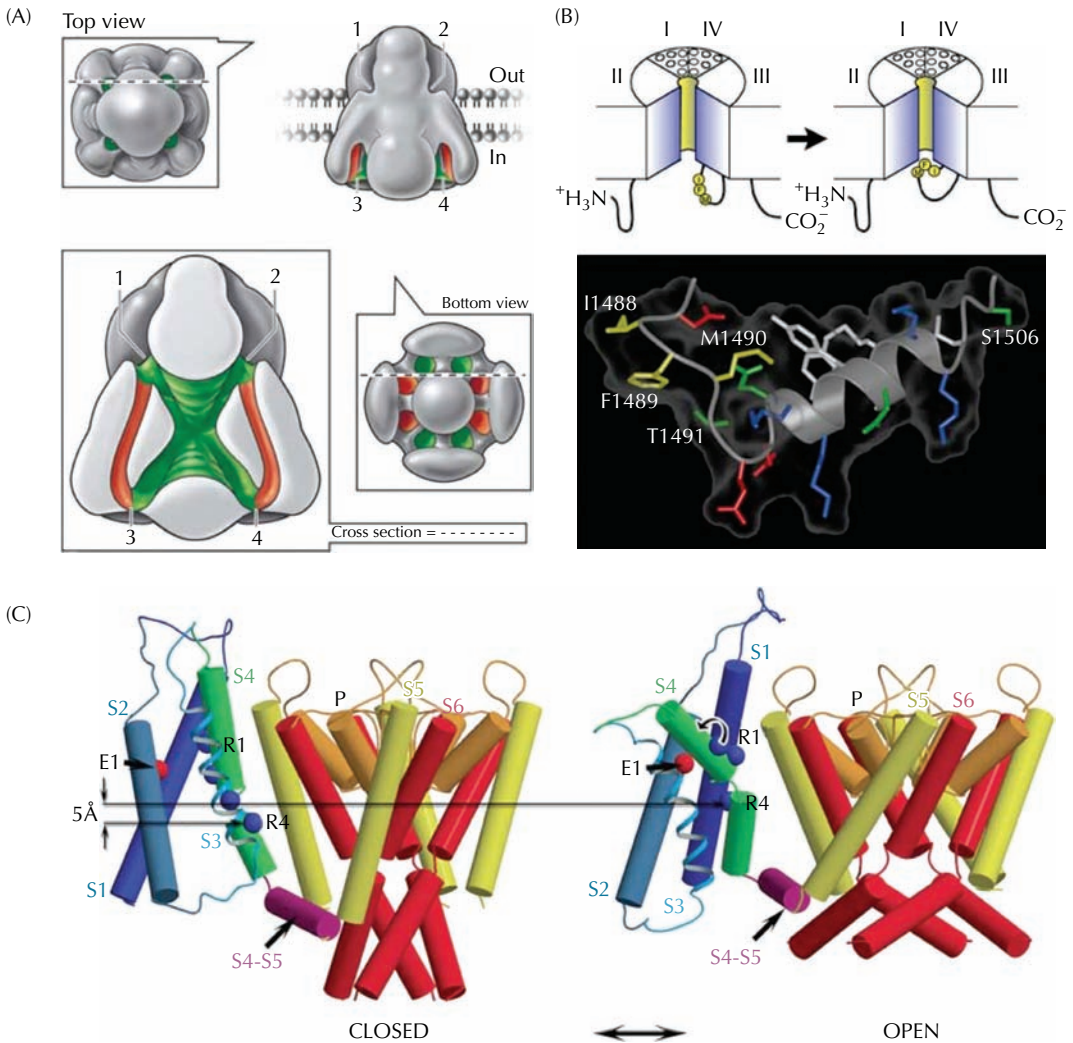 (A)
Top view
1 2
Out
In
3 4
1 2
3 4
Bottom view
Cross section = - - - - - - - -
(B)
I IV
II III
⁺H₃N
CO₂⁻
I
F
M
I IV
II III
⁺H₃N
CO₂⁻
M F I
I1488
M1490
S1506
F1489
T1491
(C)
S4
S2
P
S5
S6
R1
E1
5Å
R4
S3
S1
S4-S5
CLOSED
S1
S4
P
S5
S6
R1
E1
R4
S2
S3
S4-S5
OPEN